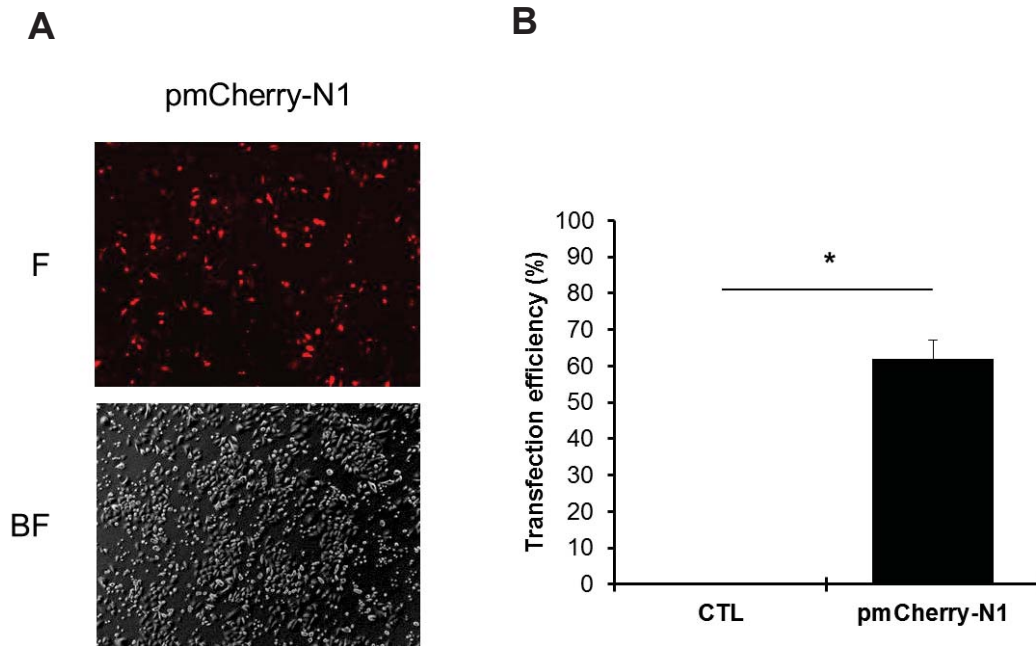 A
pmCherry-N1
F
BF
B
Transfection efficiency (%)
100
90
80
70
60
50
40
30
20
10
0
*
CTL
pmCherry-N1